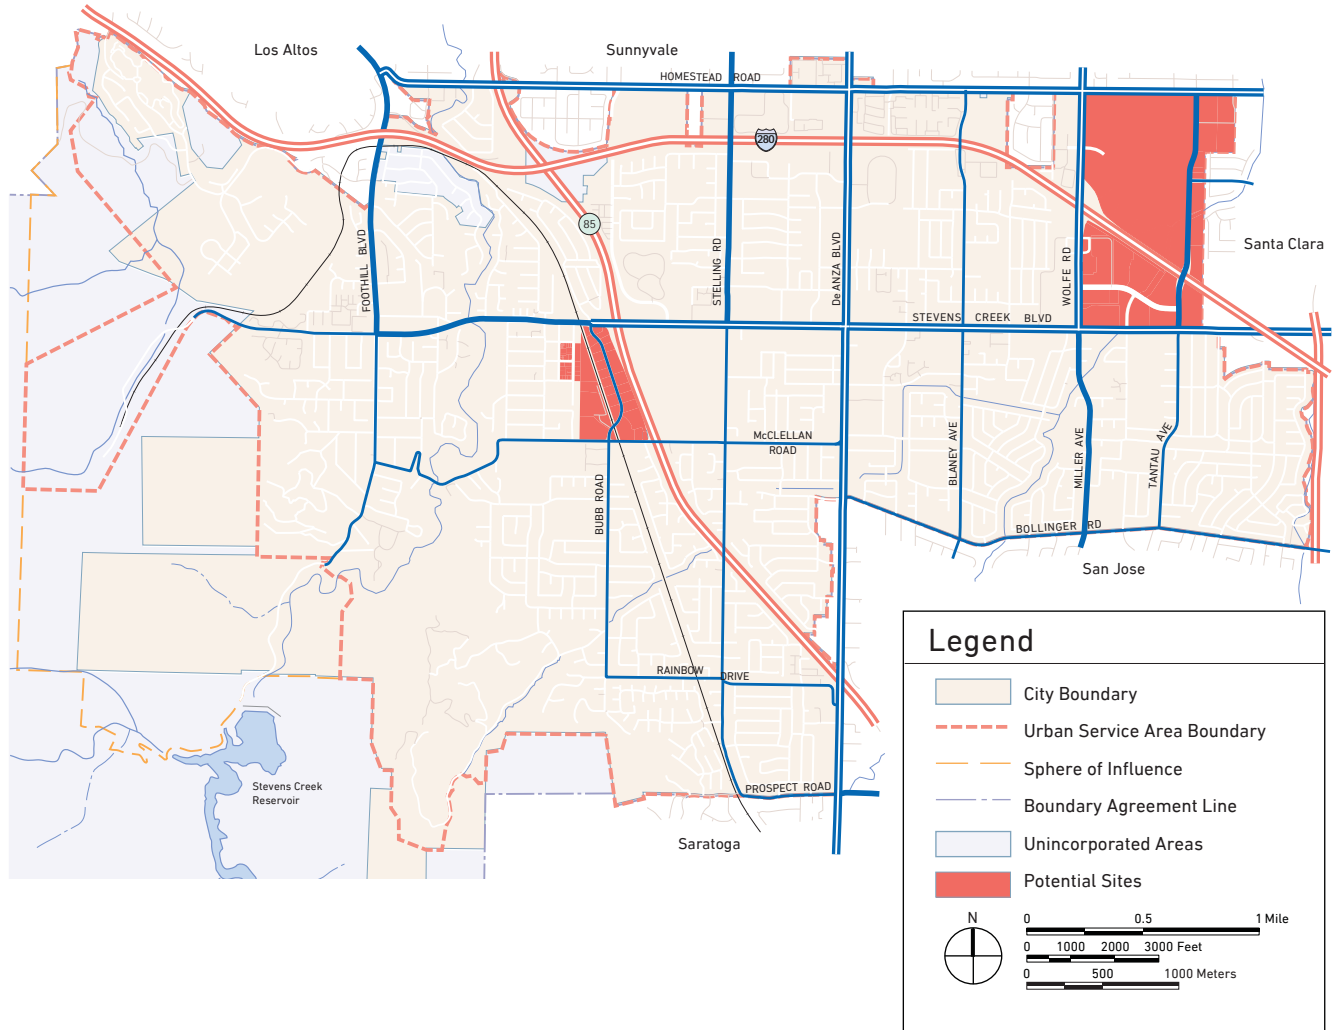 Los Altos
Sunnyvale
HOMESTEAD ROAD
280
85
Santa Clara
FOOTHILL BLVD
STELLING RD
De ANZA BLVD
WOLFE RD
STEVENS CREEK BLVD
McCLELLAN
ROAD
BUBB ROAD
BLANEY AVE
MILLER AVE
TANTAU AVE
BOLLINGER RD
San Jose
RAINBOW DRIVE
Stevens Creek
Reservoir
PROSPECT ROAD
Saratoga
Legend
City Boundary
Urban Service Area Boundary
Sphere of Influence
Boundary Agreement Line
Unincorporated Areas
Potential Sites
N
0 0.5 1 Mile
0 1000 2000 3000 Feet
0 500 1000 Meters